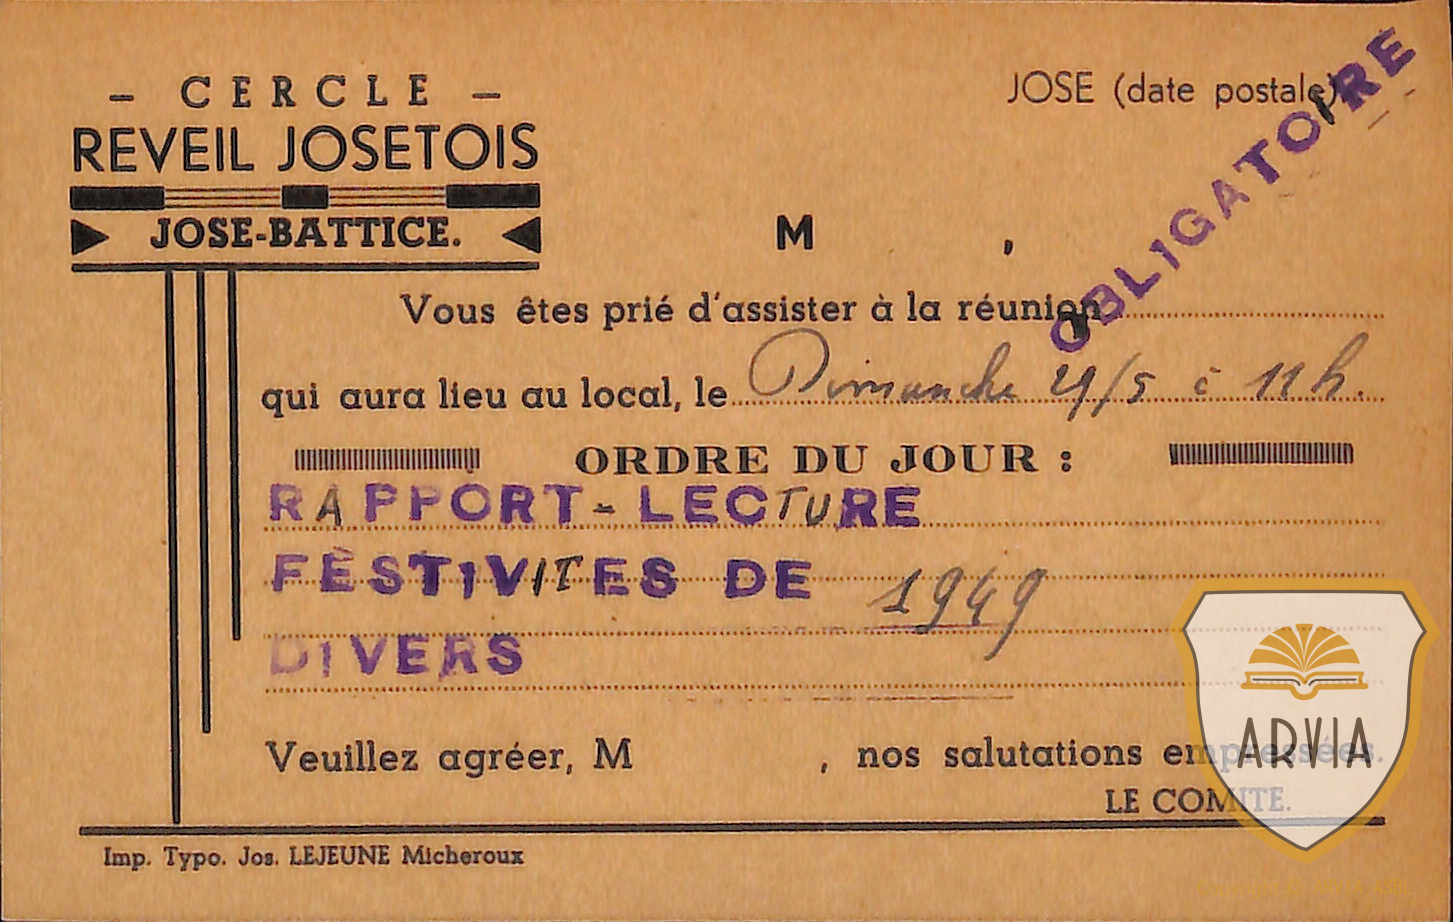 - CERCLE -
REVEIL JOSETOIS
JOSE-BATTICE.
JOSE (date postale)
OBLIGATOIRE
M ,
Vous êtes prié d'assister à la réunion
qui aura lieu au local, le Dimanche 4/5 à 11 h.
ORDRE DU JOUR :
RAPPORT - LECTURE
FESTIVITES DE 1949
DIVERS
Veuillez agréer, M , nos salutations empressées.
LE COMITE.
Imp. Typo. Jos. LEJEUNE Micheroux
ARVIA